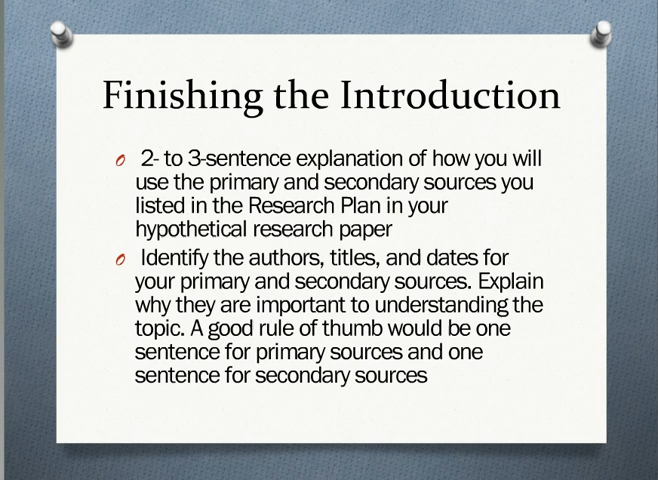 Finishing the Introduction
2- to 3-sentence explanation of how you will
use the primary and secondary sources you
listed in the Research Plan in your
hypothetical research paper
Identify the authors, titles, and dates for
your primary and secondary sources. Explain
why they are important to understanding the
topic. A good rule of thumb would be one
sentence for primary sources and one
sentence for secondary sources